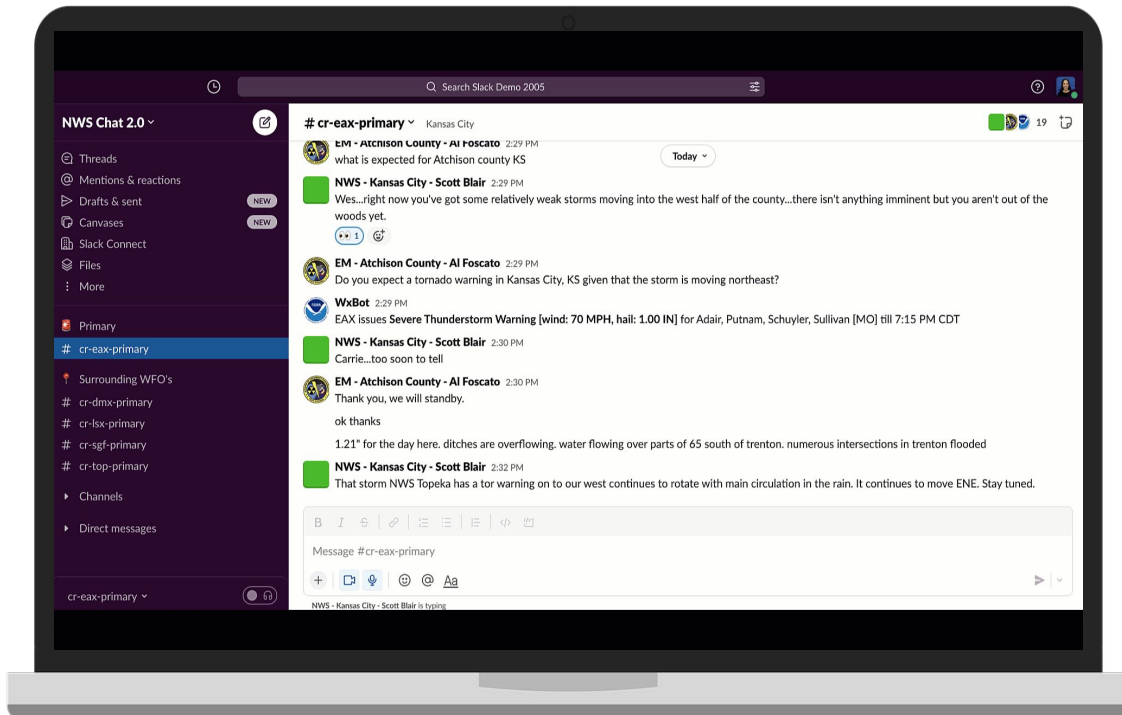 Search Slack Demo 2005
NWS Chat 2.0
Threads
Mentions & reactions
Drafts & sent NEW
Canvases NEW
Slack Connect
Files
More
Primary
# cr-eax-primary
Surrounding WFO's
# cr-dmx-primary
# cr-lsx-primary
# cr-sgf-primary
# cr-top-primary
Channels
Direct messages
cr-eax-primary
# cr-eax-primary Kansas City
19
Today
EM - Atchison County - Al Foscato 2:29 PM
what is expected for Atchison county KS
NWS - Kansas City - Scott Blair 2:29 PM
Wes...right now you've got some relatively weak storms moving into the west half of the county...there isn't anything imminent but you aren't out of the
woods yet.
1
EM - Atchison County - Al Foscato 2:29 PM
Do you expect a tornado warning in Kansas City, KS given that the storm is moving northeast?
WxBot 2:29 PM
EAX issues Severe Thunderstorm Warning [wind: 70 MPH, hail: 1.00 IN] for Adair, Putnam, Schuyler, Sullivan [MO] till 7:15 PM CDT
NWS - Kansas City - Scott Blair 2:30 PM
Carrie...too soon to tell
EM - Atchison County - Al Foscato 2:30 PM
Thank you, we will standby.
ok thanks
1.21" for the day here. ditches are overflowing. water flowing over parts of 65 south of trenton. numerous intersections in trenton flooded
NWS - Kansas City - Scott Blair 2:32 PM
That storm NWS Topeka has a tor warning on to our west continues to rotate with main circulation in the rain. It continues to move ENE. Stay tuned.
B I S
Message #cr-eax-primary
+ @ Aa
NWS - Kansas City - Scott Blair is typing